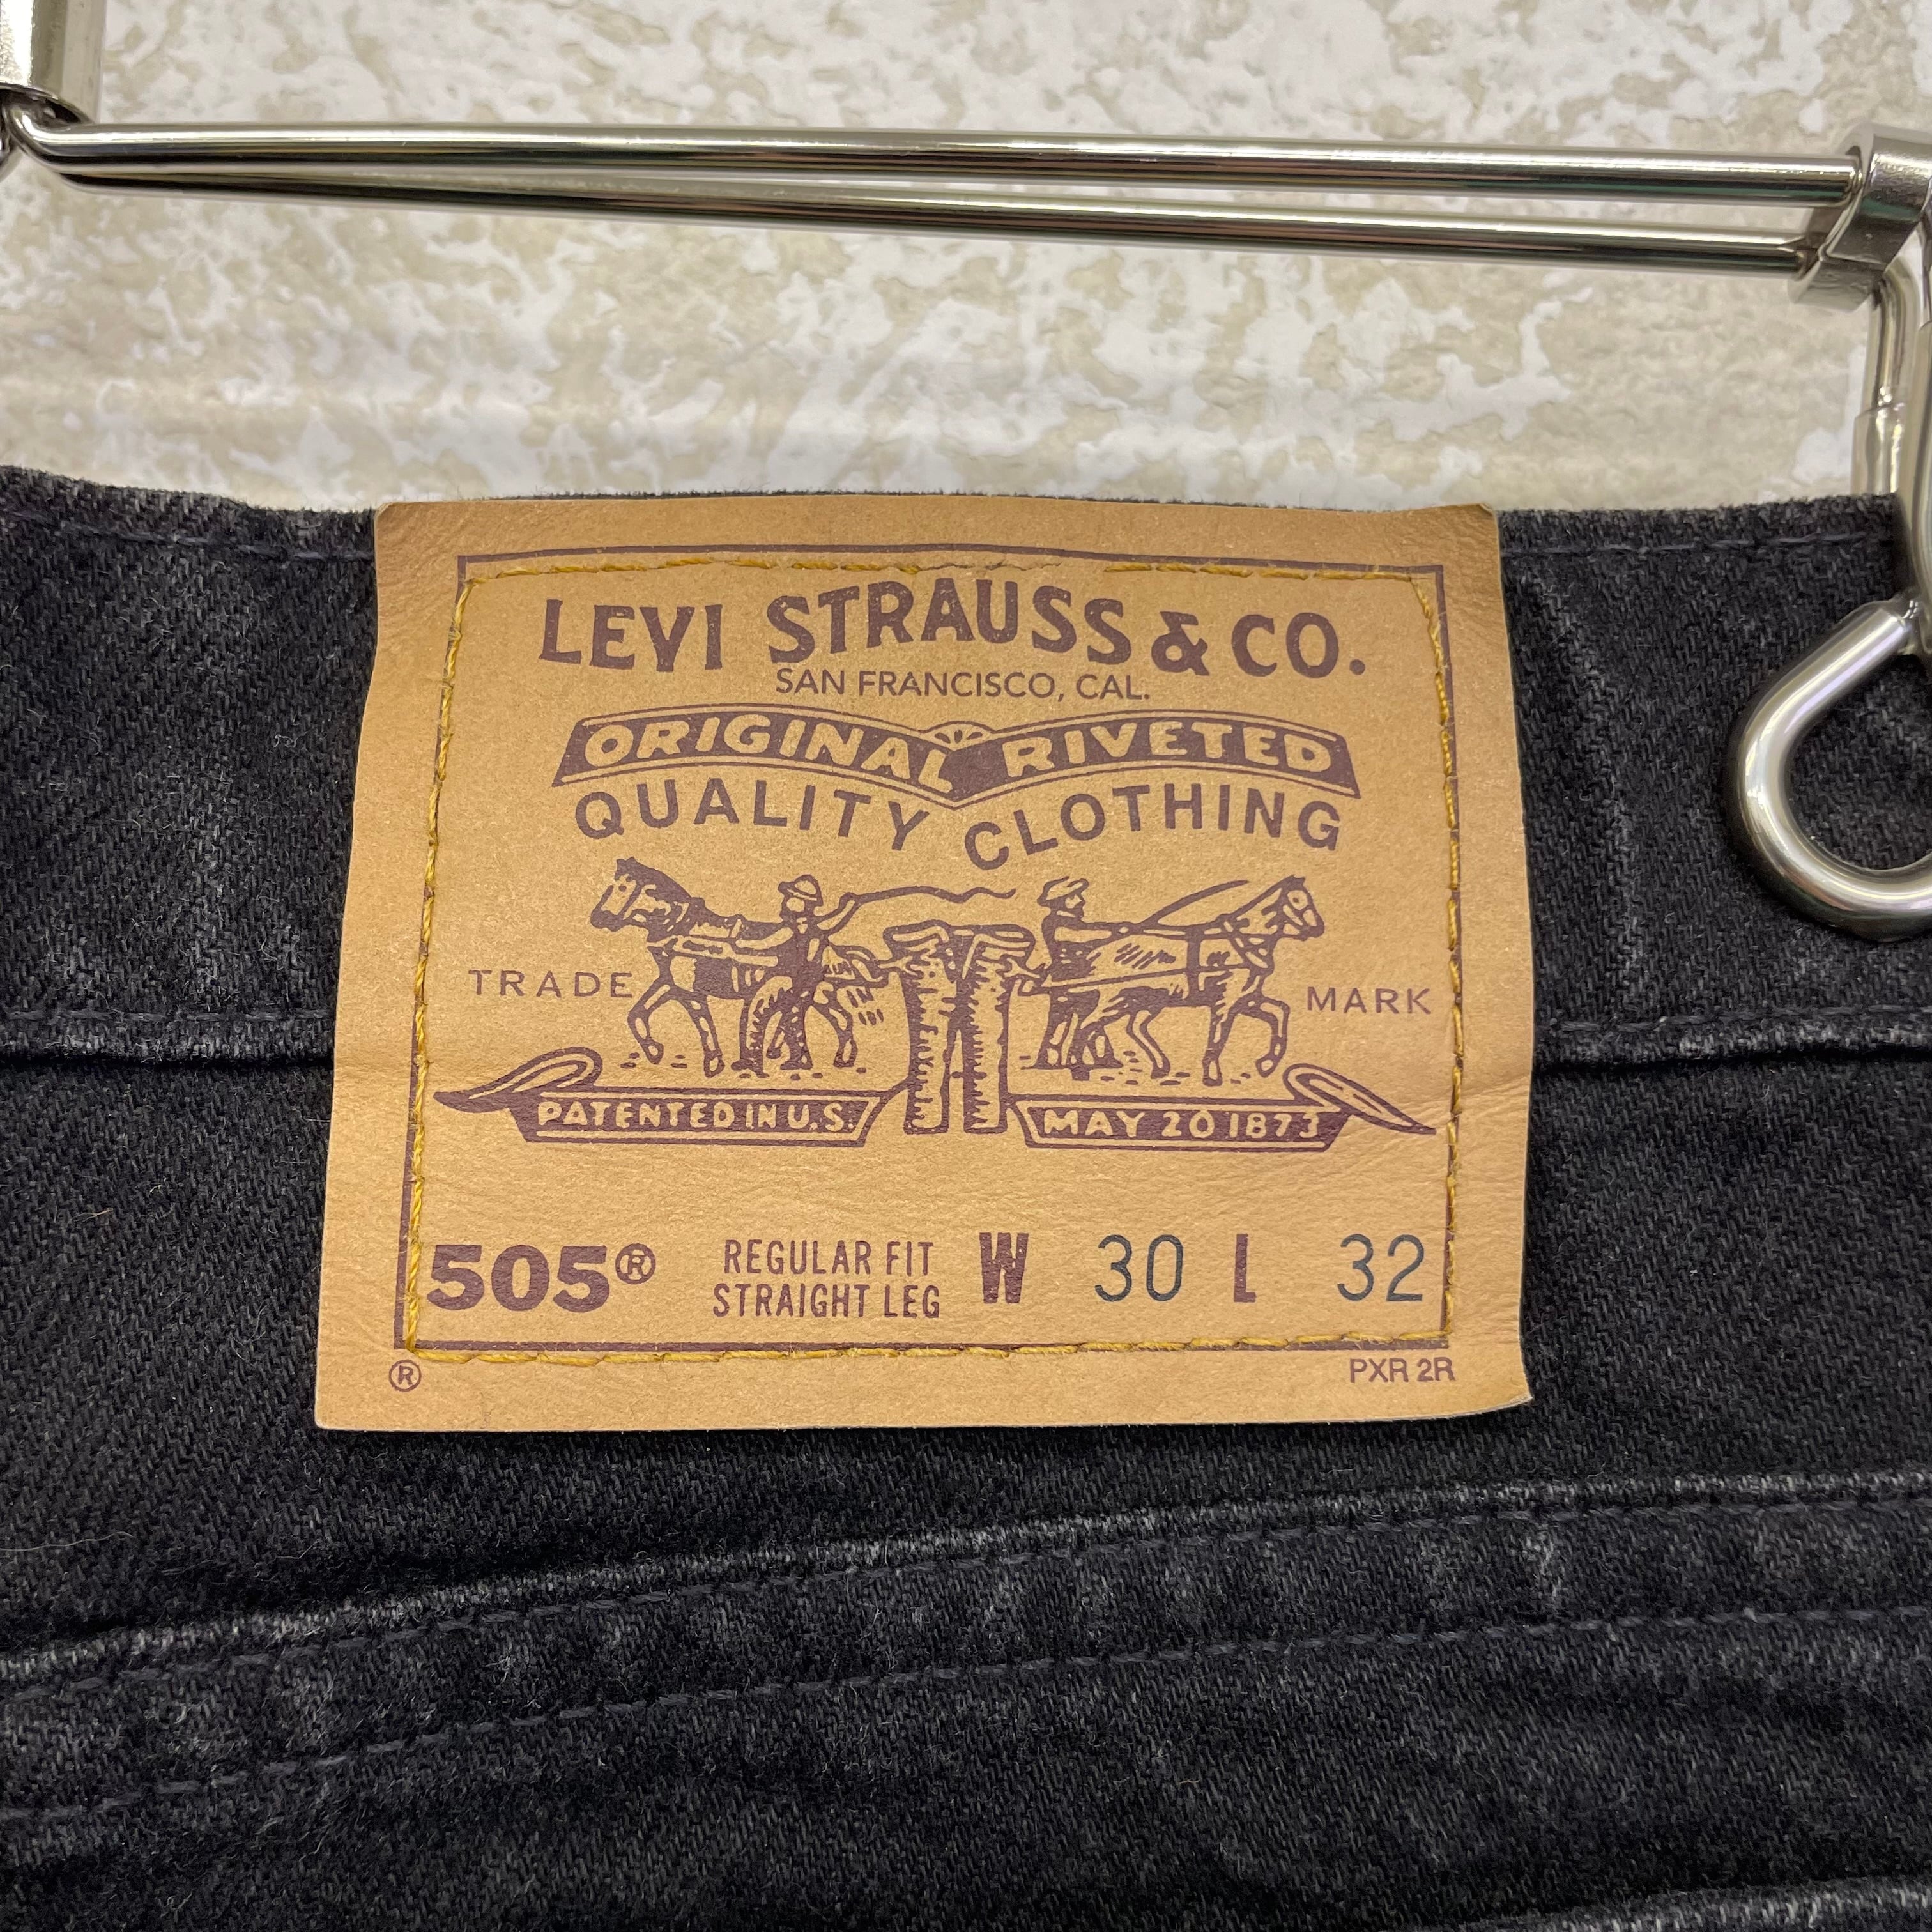 LEVI STRAUSS & CO.
SAN FRANCISCO, CAL.
ORIGINAL RIVETED
QUALITY CLOTHING
TRADE MARK
PATENTED IN U.S. MAY 20 1873
505® REGULAR FIT W 30 L 32
STRAIGHT LEG
® PXR 2R